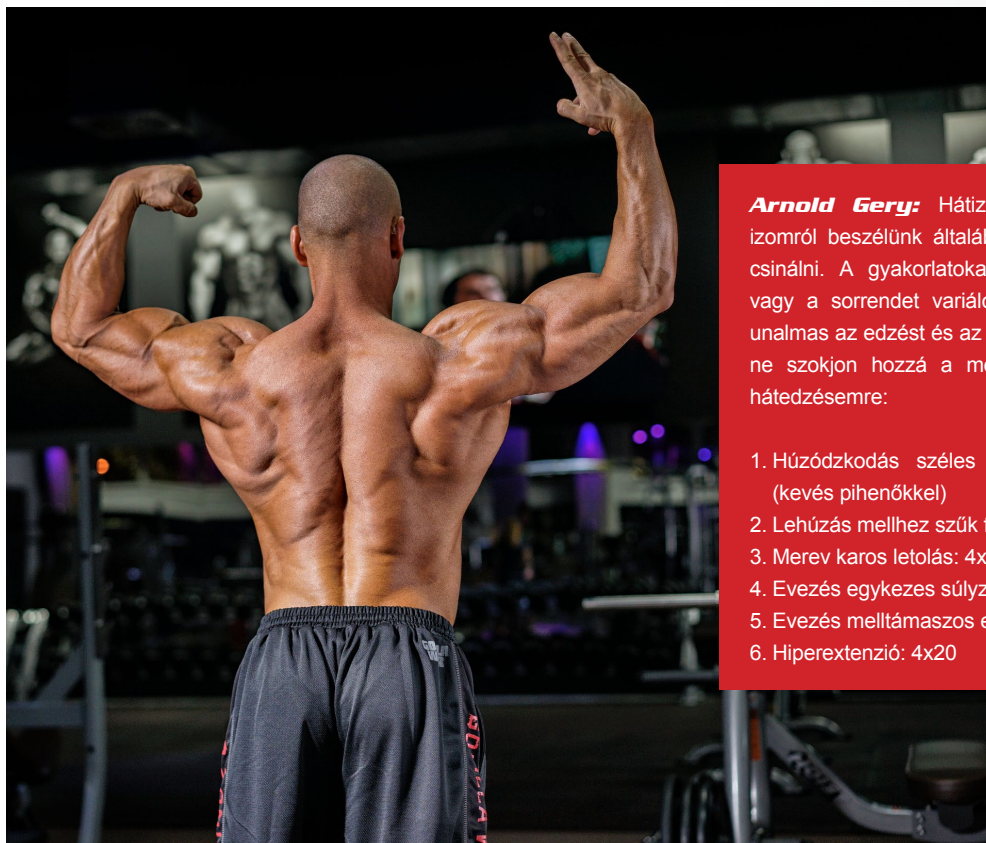 Arnold Gery: Hátiz
izomról beszélünk általá
csinálni. A gyakorlatoka
vagy a sorrendet variál
unalmas az edzést és az
ne szokjon hozzá a me
hátedzésemre:
1. Húzódzkodás széles
(kevés pihenőkkel)
2. Lehúzás mellhez szűk
3. Merev karos letolás: 4x
4. Evezés egykezes súlyz
5. Evezés melltámaszos e
6. Hiperextenzió: 4x20